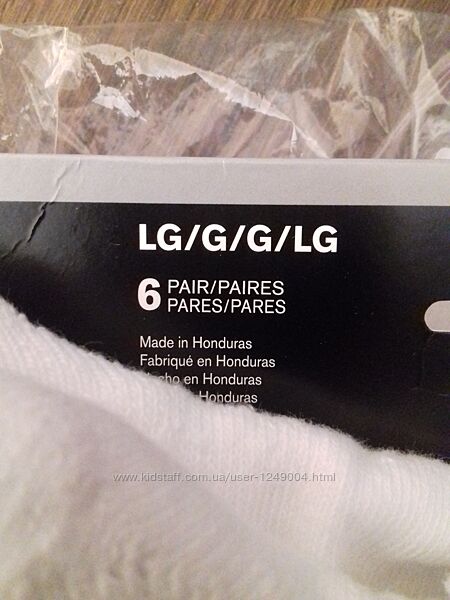 LG/G/G/LG
6 PAIR/PAIRES
PARES/PARES
Made in Honduras
Fabriqué en Honduras
en Honduras
Honduras
www.kidstaff.com.ua/user-1249004.html